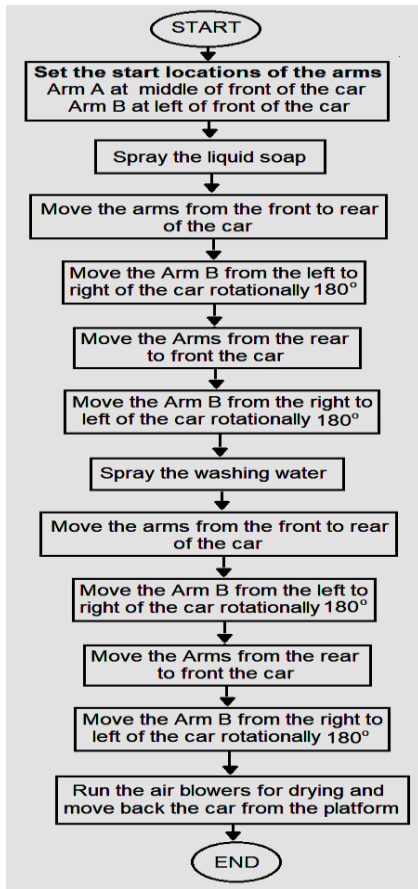 START
Set the start locations of the arms
Arm A at middle of front of the car
Arm B at left of front of the car
Spray the liquid soap
Move the arms from the front to rear
of the car
Move the Arm B from the left to
right of the car rotationally 180°
Move the Arms from the rear
to front the car
Move the Arm B from the right to
left of the car rotationally 180°
Spray the washing water
Move the arms from the front to rear
of the car
Move the Arm B from the left to
right of the car rotationally 180°
Move the Arms from the rear
to front the car
Move the Arm B from the right to
left of the car rotationally 180°
Run the air blowers for drying and
move back the car from the platform
END